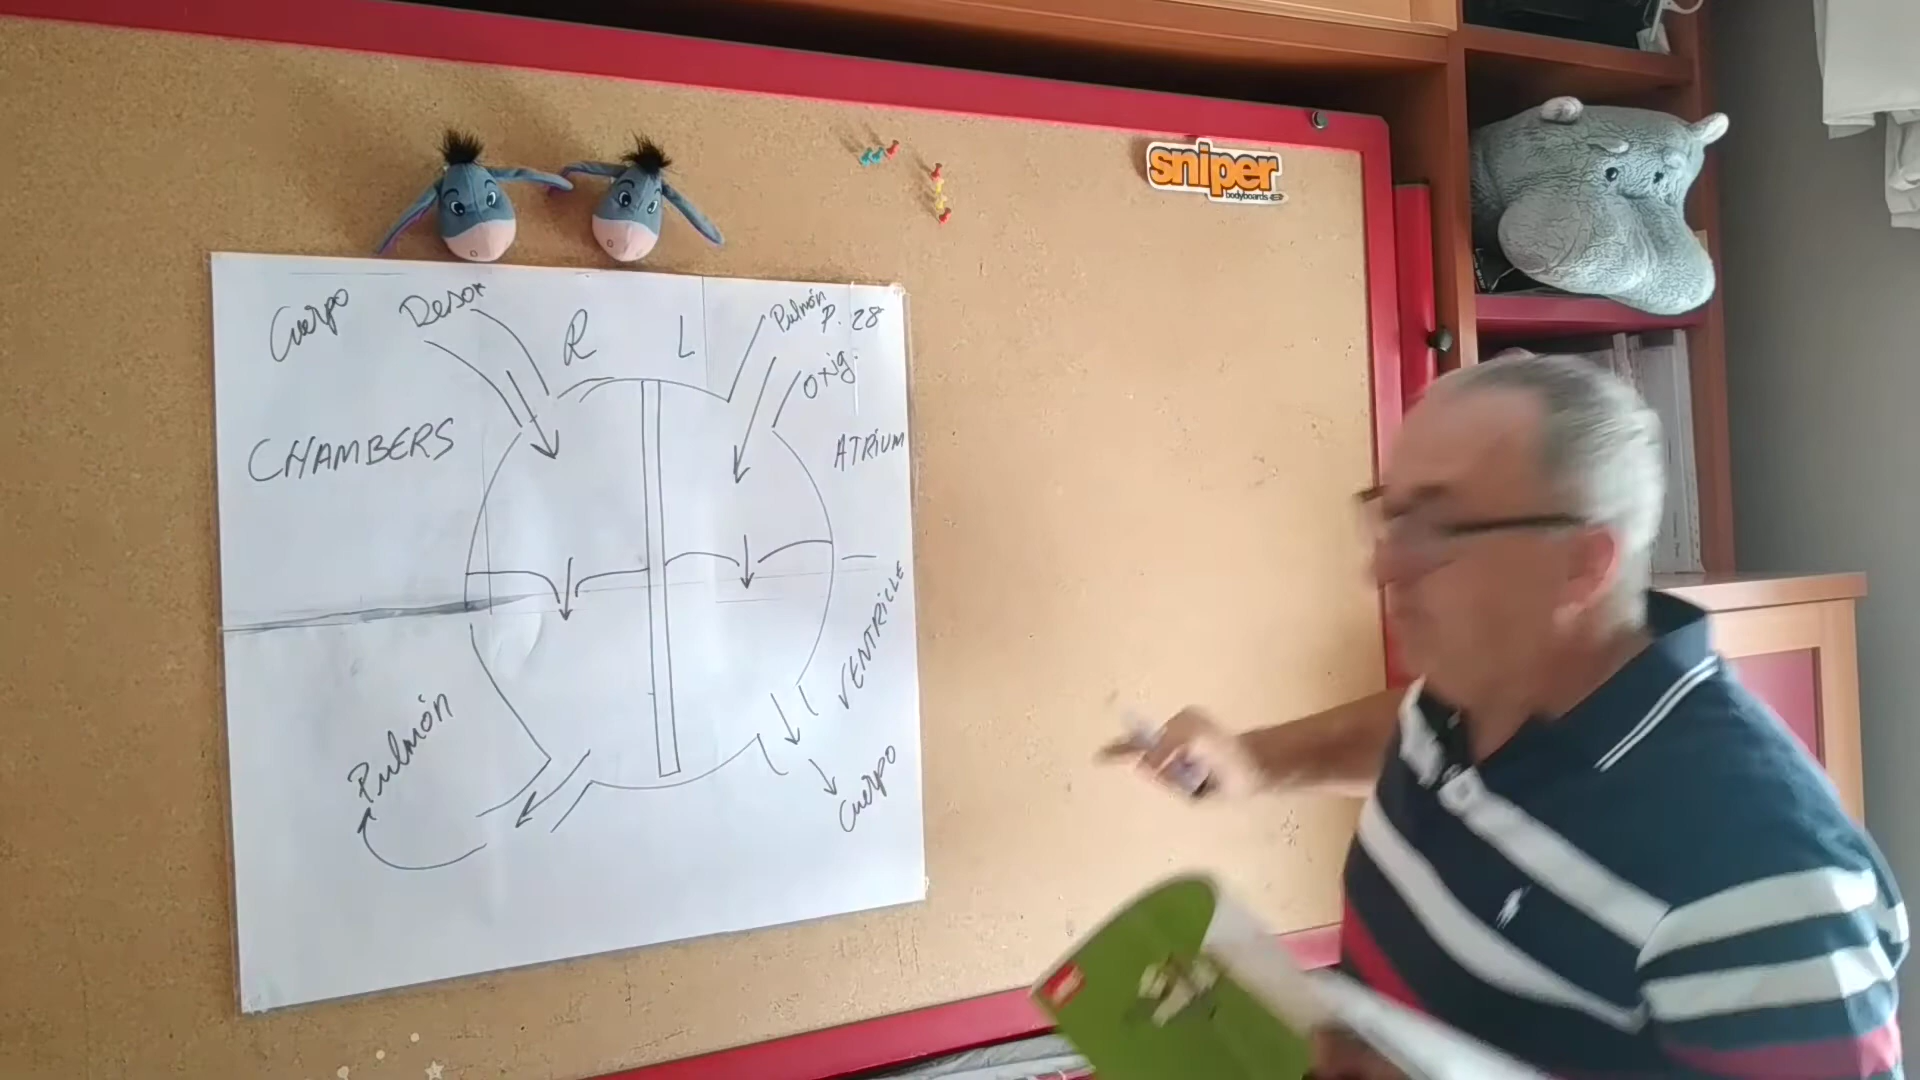 sniper
bodyboards
Cuerpo
Desox
R
L
Pulmón
P. 28
oxig.
CHAMBERS
ATRIUM
VENTRICLE
Pulmón
Cuerpo